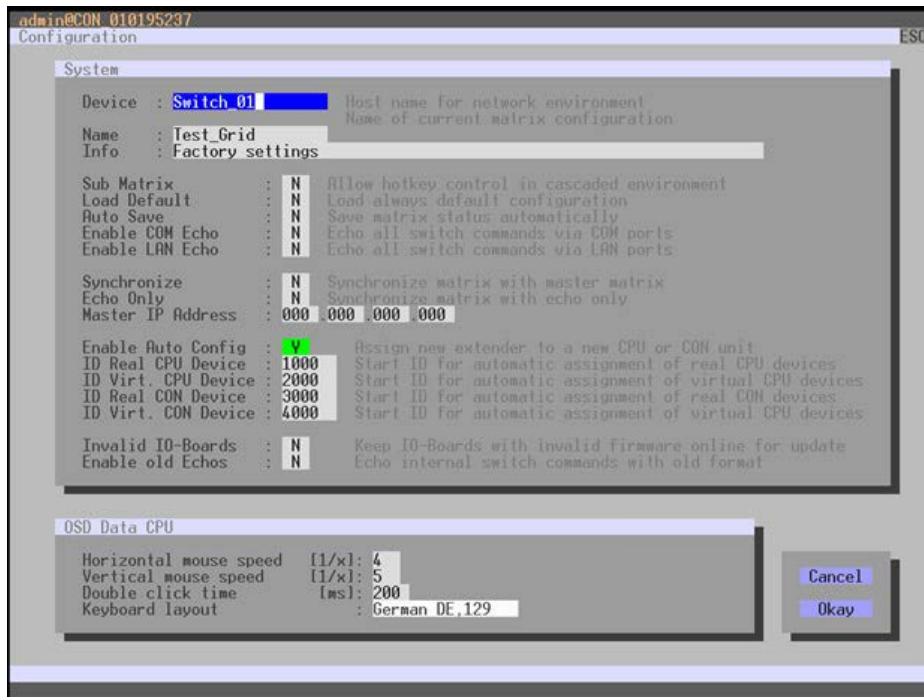 admin@CON_010195237
Configuration ESC
System
Device : Switch_01 Host name for network environment
Name of current matrix configuration
Name : Test_Grid
Info : Factory settings
Sub Matrix : N Allow hotkey control in cascaded environment
Load Default : N Load always default configuration
Auto Save : N Save matrix status automatically
Enable COM Echo : N Echo all switch commands via COM ports
Enable LAN Echo : N Echo all switch commands via LAN ports
Synchronize : N Synchronize matrix with master matrix
Echo Only : N Synchronize matrix with echo only
Master IP Address : 000 .000 .000 .000
Enable Auto Config : Y Assign new extender to a new CPU or CON unit
ID Real CPU Device : 1000 Start ID for automatic assignment of real CPU devices
ID Virt. CPU Device : 2000 Start ID for automatic assignment of virtual CPU devices
ID Real CON Device : 3000 Start ID for automatic assignment of real CON devices
ID Virt. CON Device : 4000 Start ID for automatic assignment of virtual CPU devices
Invalid IO-Boards : N Keep IO-Boards with invalid firmware online for update
Enable old Echos : N Echo internal switch commands with old format
OSD Data CPU
Horizontal mouse speed [1/x]: 4
Vertical mouse speed [1/x]: 5
Double click time [ms]: 200
Keyboard layout : German DE,129
Cancel
Okay